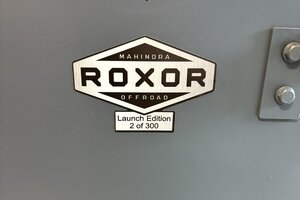 MAHINDRA
ROXOR
OFFROAD
Launch Edition
2 of 300